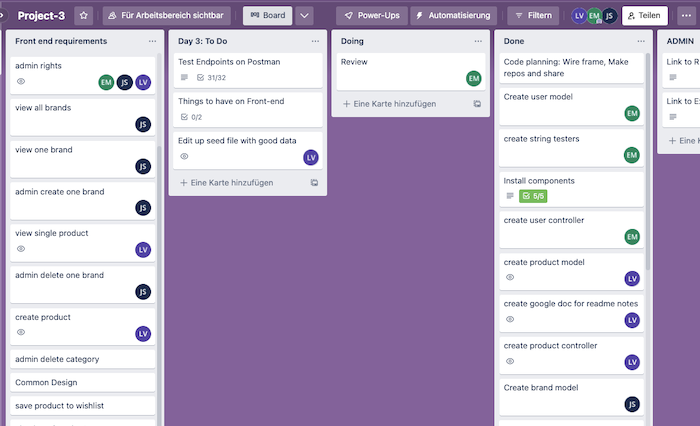 Project-3
Für Arbeitsbereich sichtbar
Board
Power-Ups
Automatisierung
Filtern
LV
EM
JS
Teilen
Front end requirements
admin rights
EM
JS
LV
view all brands
JS
view one brand
JS
admin create one brand
JS
view single product
LV
admin delete one brand
JS
create product
LV
admin delete category
Common Design
save product to wishlist
Day 3: To Do
Test Endpoints on Postman
31/32
Things to have on Front-end
0/2
Edit up seed file with good data
LV
+ Eine Karte hinzufügen
Doing
Review
EM
+ Eine Karte hinzufügen
Done
Code planning: Wire frame, Make
repos and share
Create user model
EM
create string testers
EM
Install components
5/5
create user controller
EM
create product model
LV
create google doc for readme notes
LV
create product controller
LV
Create brand model
JS
ADMIN
Link to
Link to
+ Eine